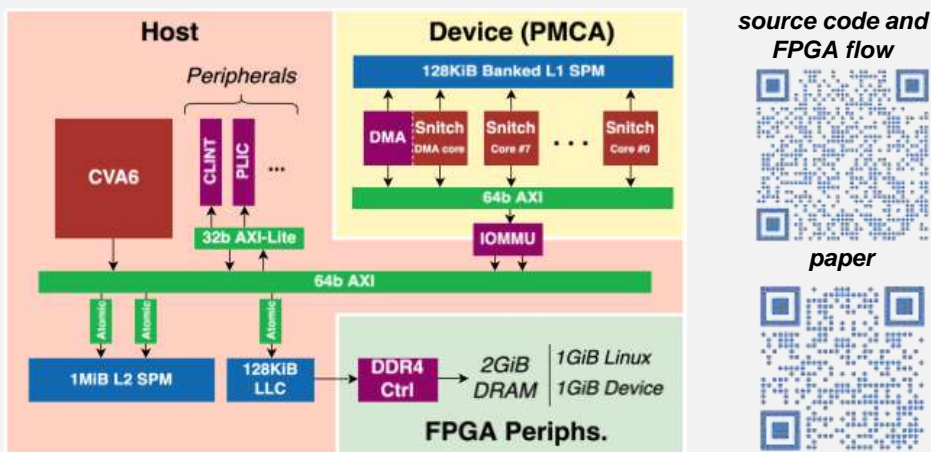 Host
Peripherals
CVA6
CLINT
PLIC
...
32b AXI-Lite
64b AXI
Atomic
Atomic
Atomic
1MiB L2 SPM
128KiB
LLC
Device (PMCA)
128KiB Banked L1 SPM
DMA
Snitch
DMA core
Snitch
Core #7
. . .
Snitch
Core #0
64b AXI
IOMMU
DDR4
Ctrl
2GiB
DRAM
1GiB Linux
1GiB Device
FPGA Periphs.
source code and
FPGA flow
paper